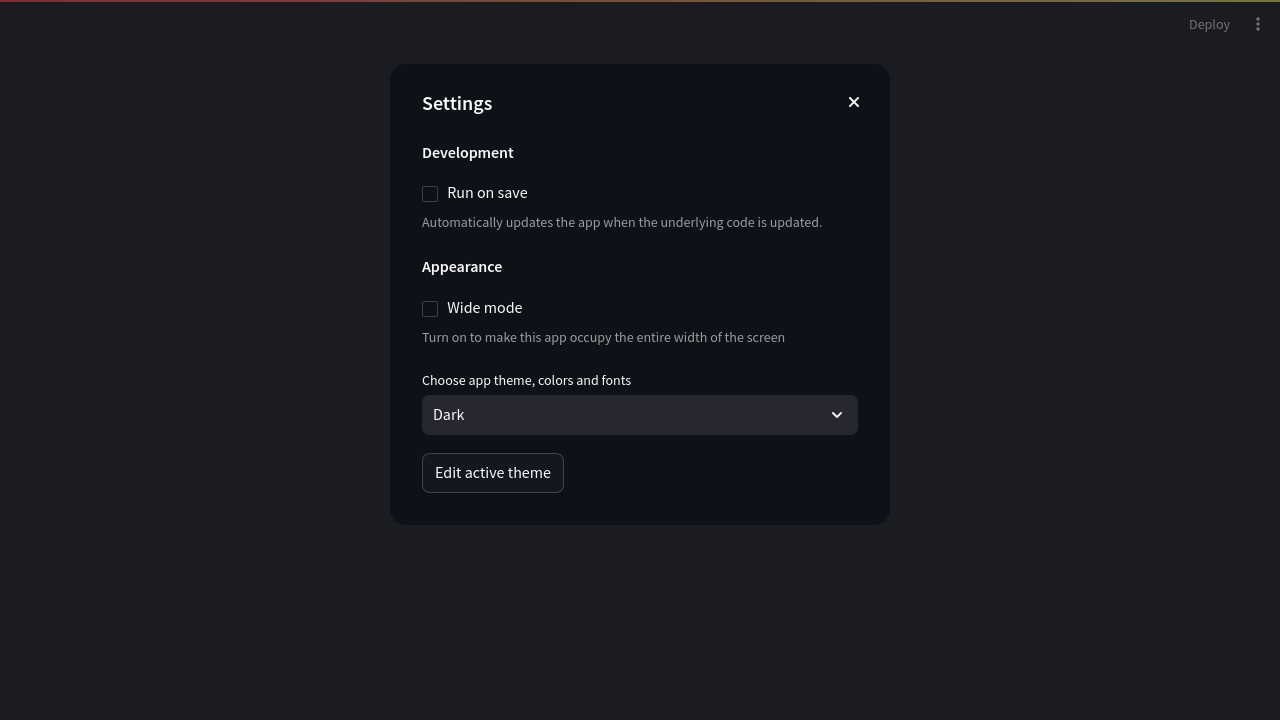 Deploy
Settings
Development
Run on save
Automatically updates the app when the underlying code is updated.
Appearance
Wide mode
Turn on to make this app occupy the entire width of the screen
Choose app theme, colors and fonts
Dark
Edit active theme